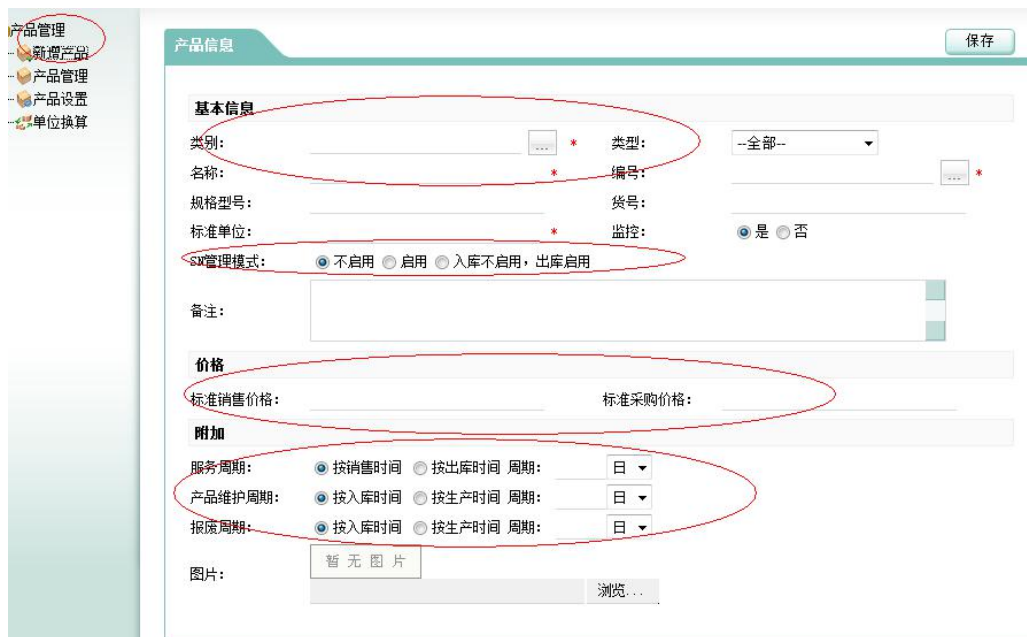 产品管理
新增产品
产品管理
产品设置
单位换算
产品信息
保存
基本信息
类别: ... * 类型: --全部--
名称: * 编号: ... *
规格型号: 货号:
标准单位: * 监控: 是 否
SN管理模式: 不启用 启用 入库不启用，出库启用
备注:
价格
标准销售价格: 标准采购价格:
附加
服务周期: 按销售时间 按出库时间 周期: 日
产品维护周期: 按入库时间 按生产时间 周期: 日
报废周期: 按入库时间 按生产时间 周期: 日
暂无图片
图片:
浏览...